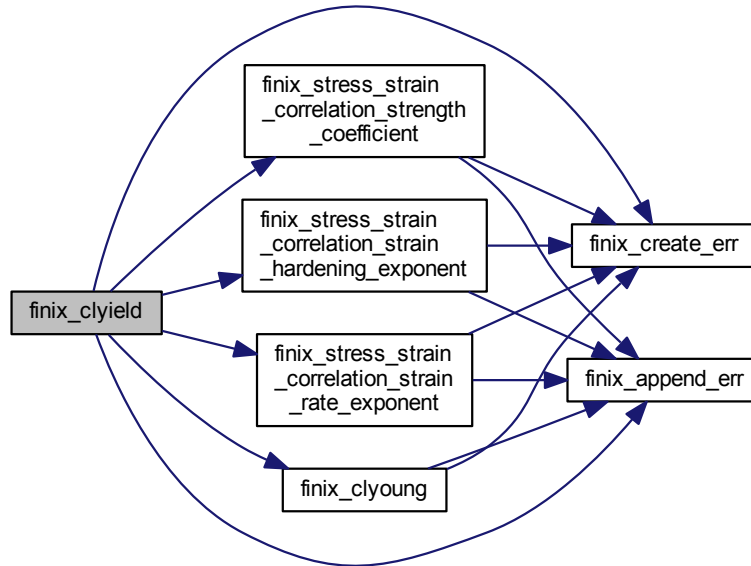 finix_clyield
finix_stress_strain
_correlation_strength
_coefficient
finix_stress_strain
_correlation_strain
_hardening_exponent
finix_stress_strain
_correlation_strain
_rate_exponent
finix_clyoung
finix_create_err
finix_append_err